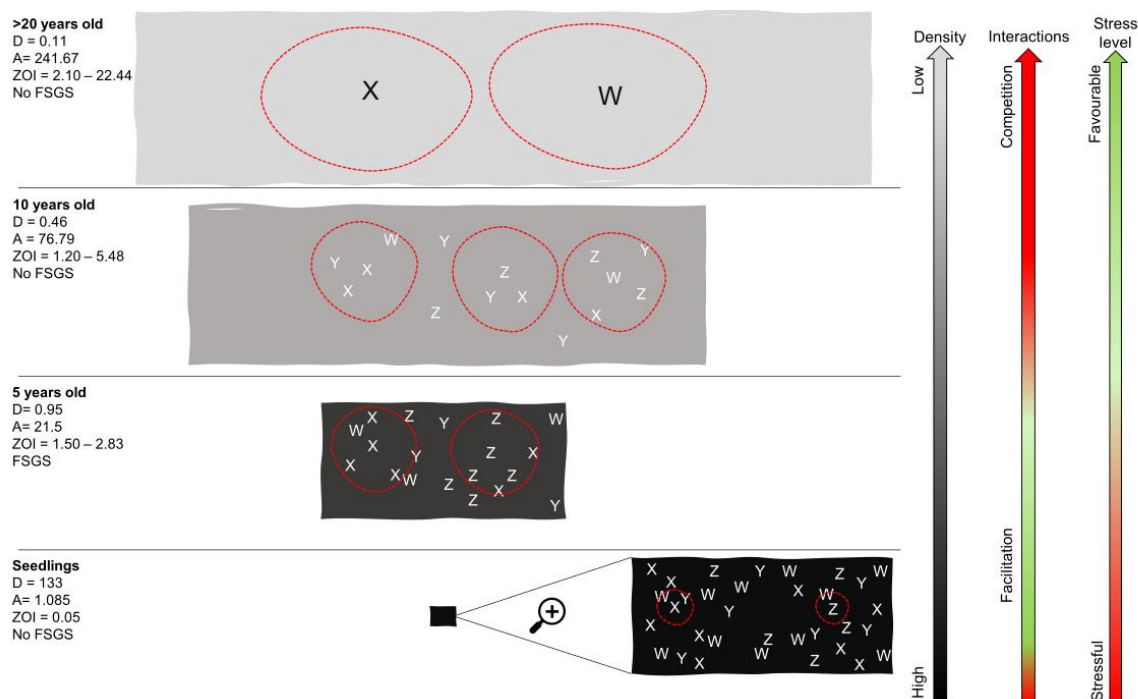 >20 years old
D = 0.11
A= 241.67
ZOI = 2.10 – 22.44
No FSGS
X
W
10 years old
D = 0.46
A = 76.79
ZOI = 1.20 – 5.48
No FSGS
W Y
Y X
X
Z
Z
Y X
Z Y
W
Z
X
Y
5 years old
D= 0.95
A = 21.5
ZOI = 1.50 – 2.83
FSGS
X Z Y Z W
W
X Y Z X
X
X W Z Z Z
X
Z Y
Seedlings
D = 133
A= 1.085
ZOI = 0.05
No FSGS
X Z Y W Z W
X W Y
W Y W W
X Y Z X
X X W Z W Y Z Y
W Y X W Z X X W
Density
Low
High
Interactions
Competition
Facilitation
Stress
level
Favourable
Stressful